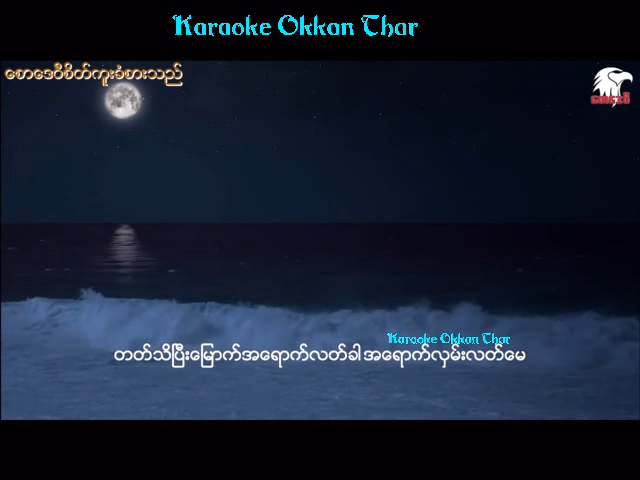 Karaoke Okkan Thar
စောဒေဝီစိတ်ကူးခံစားသည်
Karaoke Okkan Thar
တတ်သိပြီးမြောက်အရောက်လတ်ခါ အရောက်လှမ်းလတ်မေ